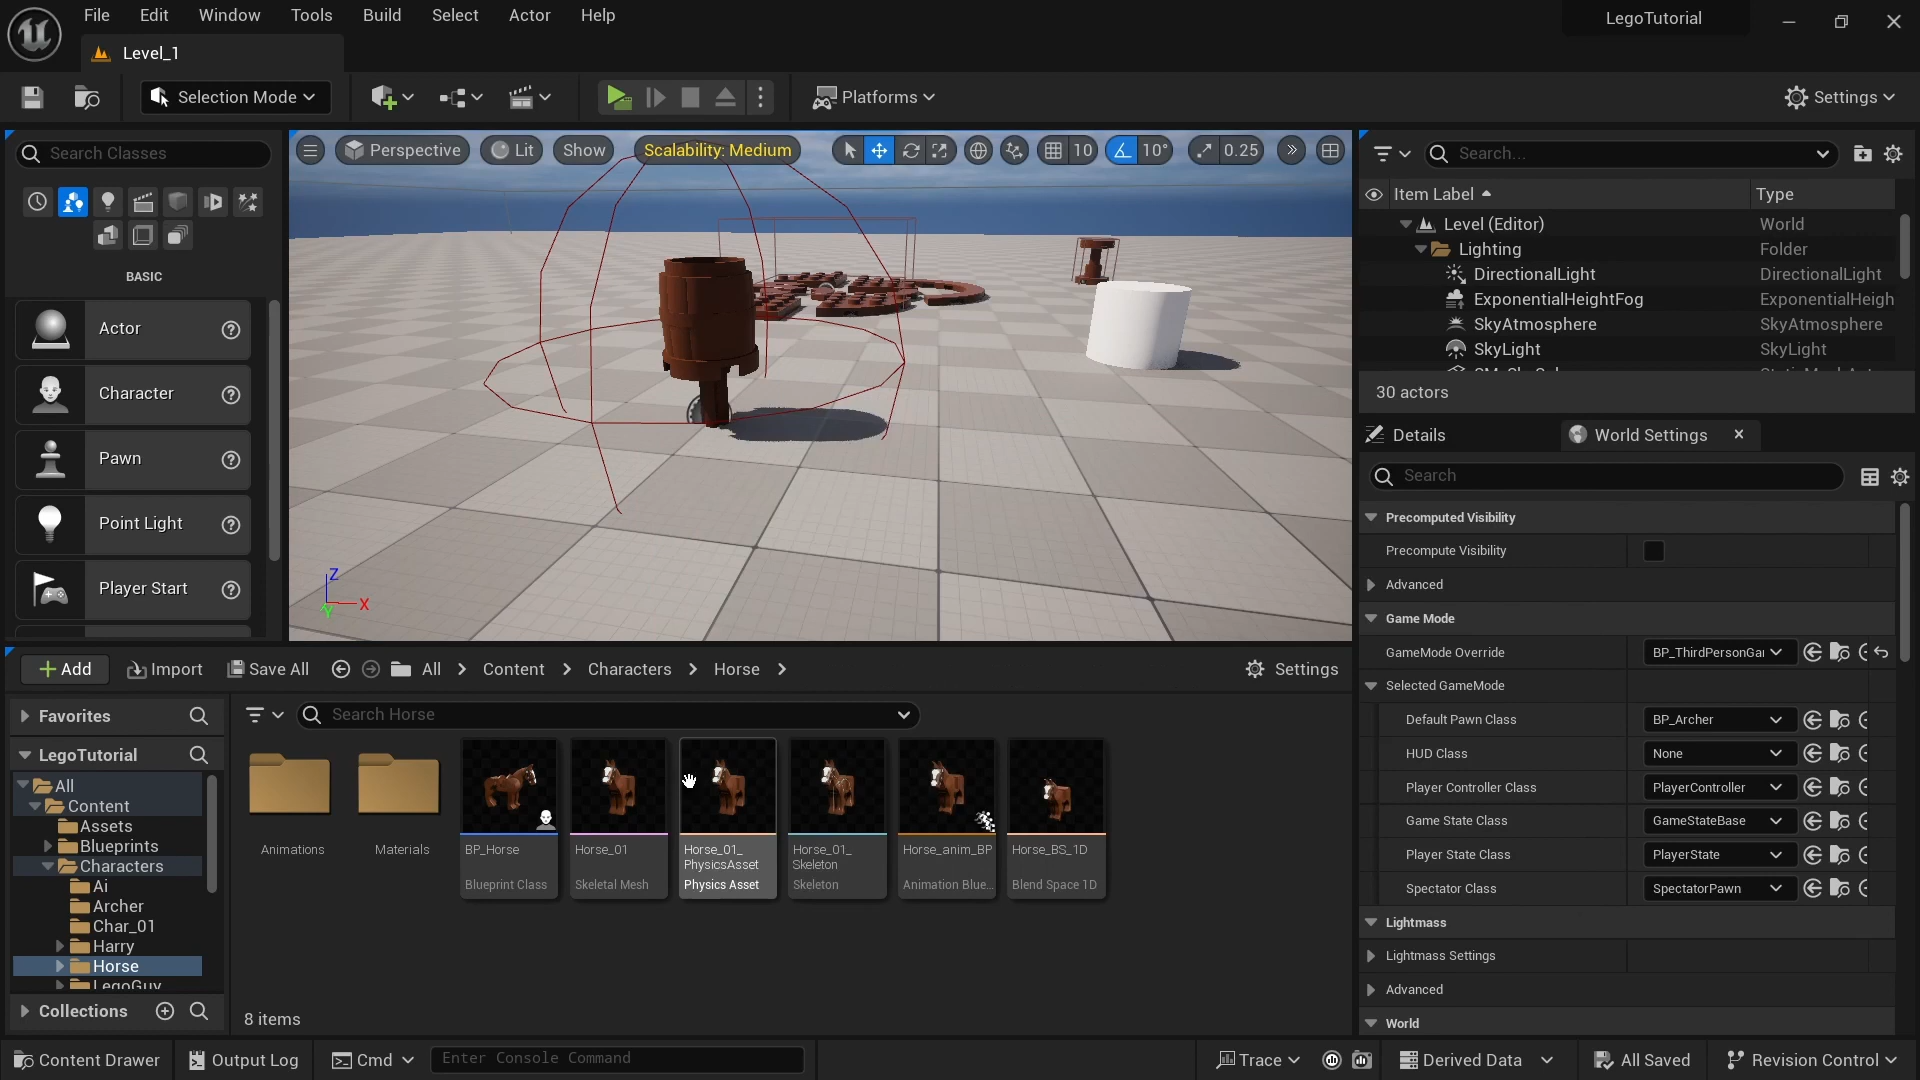 File Edit Window Tools Build Select Actor Help
LegoTutorial
Level_1
Selection Mode
Platforms
Settings
Search Classes
BASIC
Actor
Character
Pawn
Point Light
Player Start
Perspective Lit Show Scalability: Medium 10 10° 0.25
Z
X
Y
Search...
Item Label Type
Level (Editor) World
Lighting Folder
DirectionalLight DirectionalLight
ExponentialHeightFog ExponentialHeigh
SkyAtmosphere SkyAtmosphere
SkyLight SkyLight
30 actors
Details World Settings
Search
Precomputed Visibility
Precompute Visibility
Advanced
Game Mode
GameMode Override BP_ThirdPersonGa
Selected GameMode
Default Pawn Class BP_Archer
HUD Class None
Player Controller Class PlayerController
Game State Class GameStateBase
Player State Class PlayerState
Spectator Class SpectatorPawn
Lightmass
Lightmass Settings
Advanced
World
Add Import Save All All Content Characters Horse Settings
Favorites
LegoTutorial
All
Content
Assets
Blueprints
Characters
Ai
Archer
Char_01
Harry
Horse
LegoGuy
Collections
Search Horse
Animations
Materials
BP_Horse
Blueprint Class
Horse_01
Skeletal Mesh
Horse_01_
PhysicsAsset
Physics Asset
Horse_01_
Skeleton
Skeleton
Horse_anim_BP
Animation Blue...
Horse_BS_1D
Blend Space 1D
8 items
Content Drawer Output Log Cmd Enter Console Command Trace Derived Data All Saved Revision Control